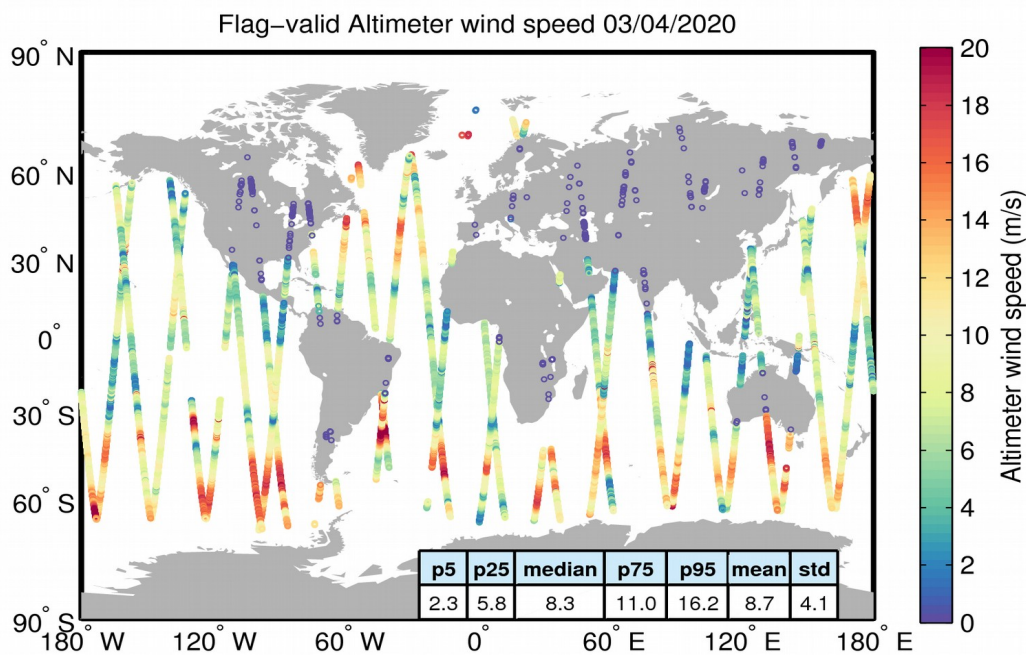 Flag−valid Altimeter wind speed 03/04/2020
90° N
60° N
30° N
0°
30° S
60° S
90° S
180° W
120° W
60° W
0°
60° E
120° E
180° E
p5 p25 median p75 p95 mean std
2.3 5.8 8.3 11.0 16.2 8.7 4.1
20
18
16
14
12
10
8
6
4
2
0
Altimeter wind speed (m/s)